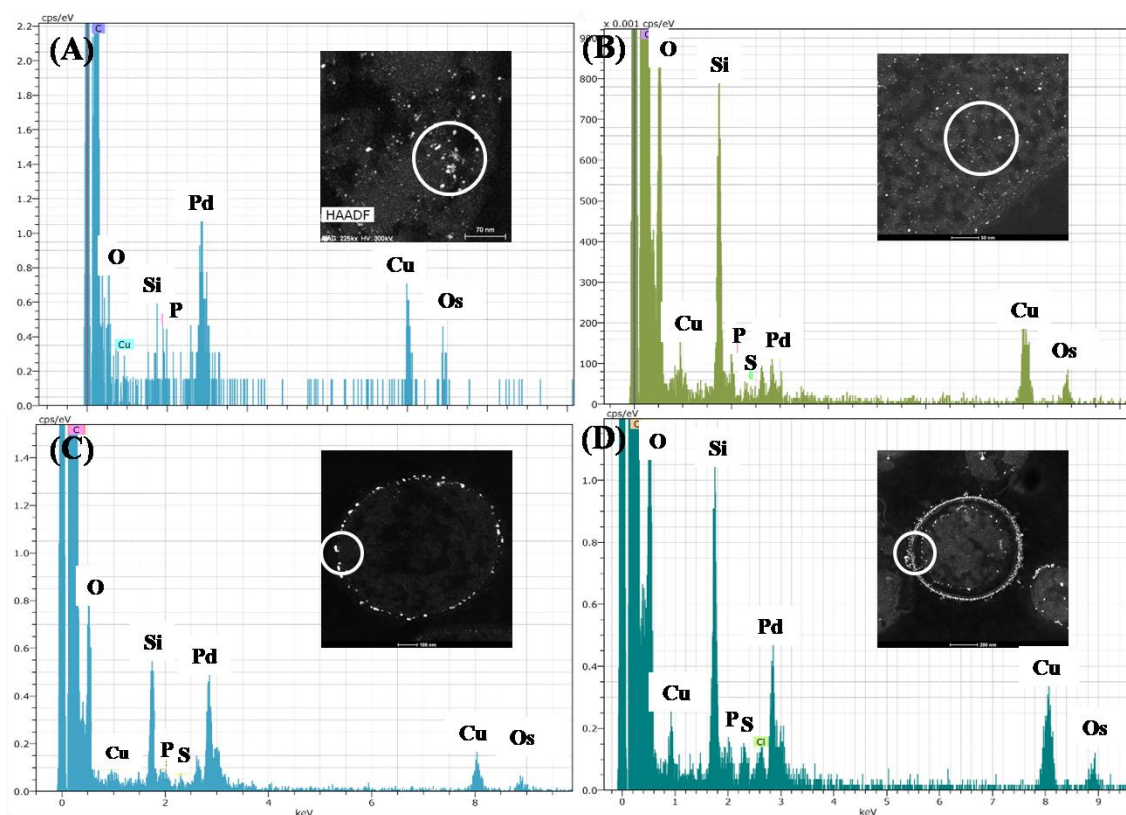 cps/eV
(A)
C
2.2
2.0
1.8
1.6
1.4
1.2
1.0
0.8
0.6
0.4
0.2
0.0
O
Cu
Si
P
Pd
Cu
Os
HAADF
MAG: 225kx HV: 300kV
70 nm
x 0.001 cps/eV
(B)
C
900
800
700
600
500
400
300
200
100
0
O
Cu
Si
P
S
Pd
Cu
Os
50 nm
cps/eV
(C)
C
1.4
1.2
1.0
0.8
0.6
0.4
0.2
0.0
O
Cu
Si
P
S
Pd
Cu
Os
100 nm
0 2 4 6 8
keV
cps/eV
(D)
C
1.0
0.8
0.6
0.4
0.2
0.0
O
Cu
Si
P
S
Cl
Pd
Cu
Os
200 nm
0 1 2 3 4 5 6 7 8 9
keV